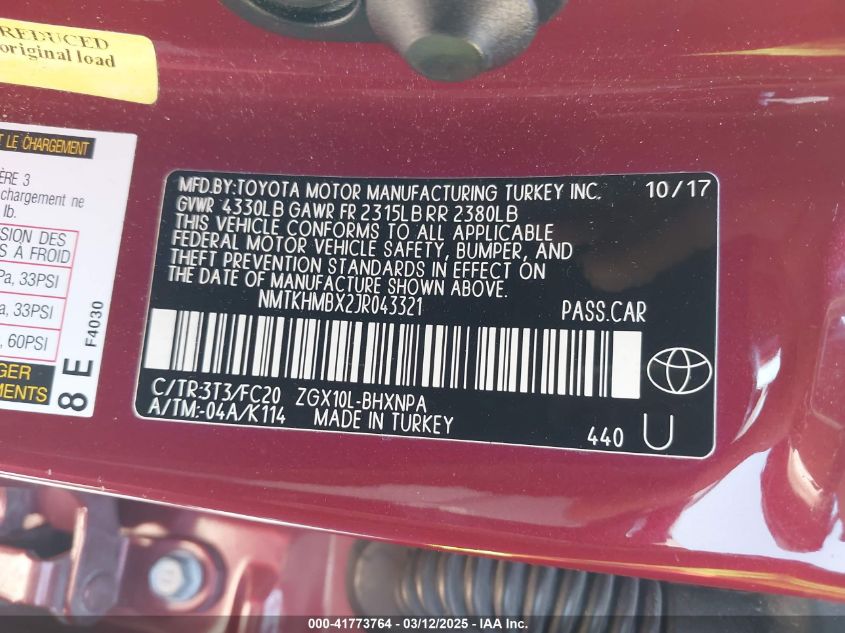 REDUCED
original load
T LE CHARGEMENT
ÈRE 3
chargement ne
lb.
SION DES
S À FROID
Pa, 33PSI
a, 33PSI
, 60PSI
GER
EMENTS
8 E
F4030
MFD.BY:TOYOTA MOTOR MANUFACTURING TURKEY INC. 10/17
GVWR 4330LB GAWR FR 2315LB RR 2380LB
THIS VEHICLE CONFORMS TO ALL APPLICABLE
FEDERAL MOTOR VEHICLE SAFETY, BUMPER, AND
THEFT PREVENTION STANDARDS IN EFFECT ON
THE DATE OF MANUFACTURE SHOWN ABOVE.
NMTKHMBX2JR043321 PASS.CAR
C/TR:3T3/FC20 ZGX10L-BHXNPA
A/TM:-04A/K114 MADE IN TURKEY
440 U
000-41773764 - 03/12/2025 - IAA Inc.